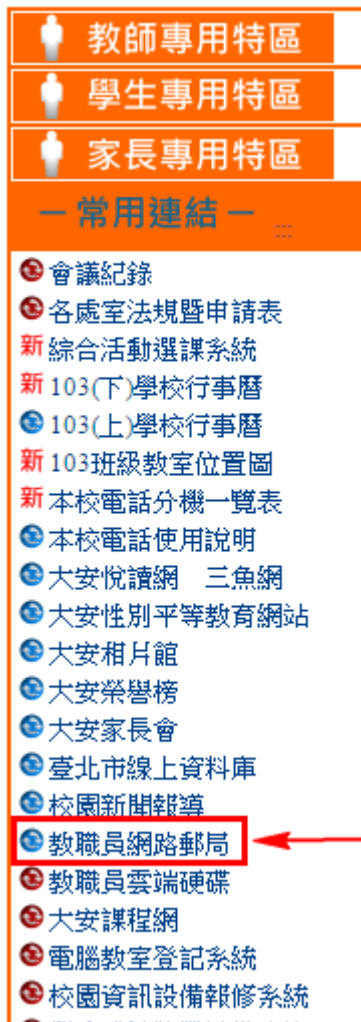 教師專用特區
學生專用特區
家長專用特區
－常用連結－
會議紀錄
各處室法規暨申請表
新 綜合活動選課系統
新 103(下)學校行事曆
103(上)學校行事曆
新 103班級教室位置圖
新 本校電話分機一覽表
本校電話使用說明
大安悅讀網　三魚網
大安性別平等教育網站
大安相片館
大安榮譽榜
大安家長會
臺北市線上資料庫
校園新聞報導
教職員網路郵局
教職員雲端硬碟
大安課程網
電腦教室登記系統
校園資訊設備報修系統